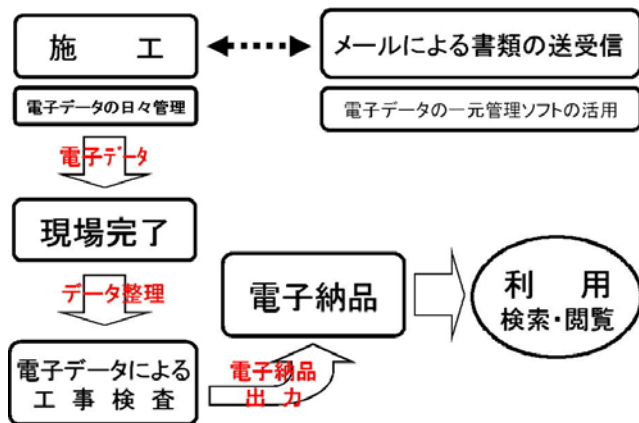 施　工
メールによる書類の送受信
電子データの日々管理
電子データの一元管理ソフトの活用
電子データ
現場完了
データ整理
電子データによる
工事検査
電子納品
出力
電子納品
利　用
検索・閲覧